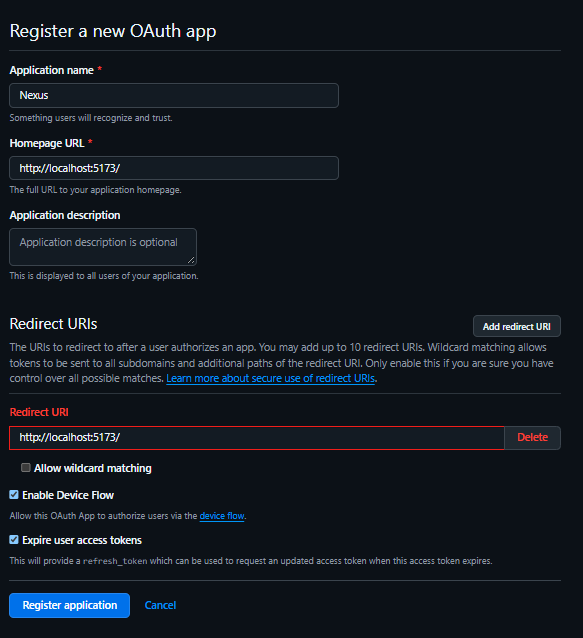 Register a new OAuth app
Application name *
Nexus
Something users will recognize and trust.
Homepage URL *
http://localhost:5173/
The full URL to your application homepage.
Application description
Application description is optional
This is displayed to all users of your application.
Redirect URIs
Add redirect URI
The URIs to redirect to after a user authorizes an app. You may add up to 10 redirect URIs. Wildcard matching allows
tokens to be sent to all subdomains and additional paths of the redirect URI. Only enable this if you are sure you have
control over all possible matches. Learn more about secure use of redirect URIs.
Redirect URI
http://localhost:5173/
Delete
Allow wildcard matching
Enable Device Flow
Allow this OAuth App to authorize users via the device flow.
Expire user access tokens
This will provide a refresh_token which can be used to request an updated access token when this access token expires.
Register application
Cancel